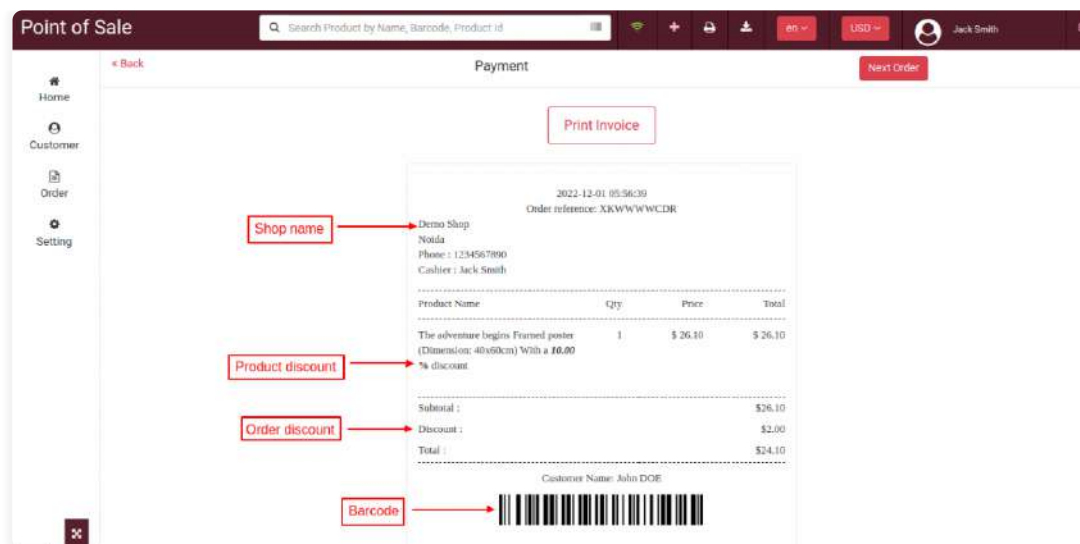 Point of Sale
Search Product by Name, Barcode, Product Id
en
USD
Jack Smith
« Back
Payment
Next Order
Home
Customer
Order
Setting
Print Invoice
2022-12-01 05:56:39
Order reference: XKWWWWCDR
Shop name
Demo Shop
Noida
Phone : 1234567890
Cashier : Jack Smith
Product Name Qty Price Total
The adventure begins Framed poster 1 $ 26.10 $ 26.10
(Dimension: 40x60cm) With a 10.00
Product discount
% discount
Subtotal : $26.10
Order discount
Discount : $2.00
Total : $24.10
Customer Name: John DOE
Barcode